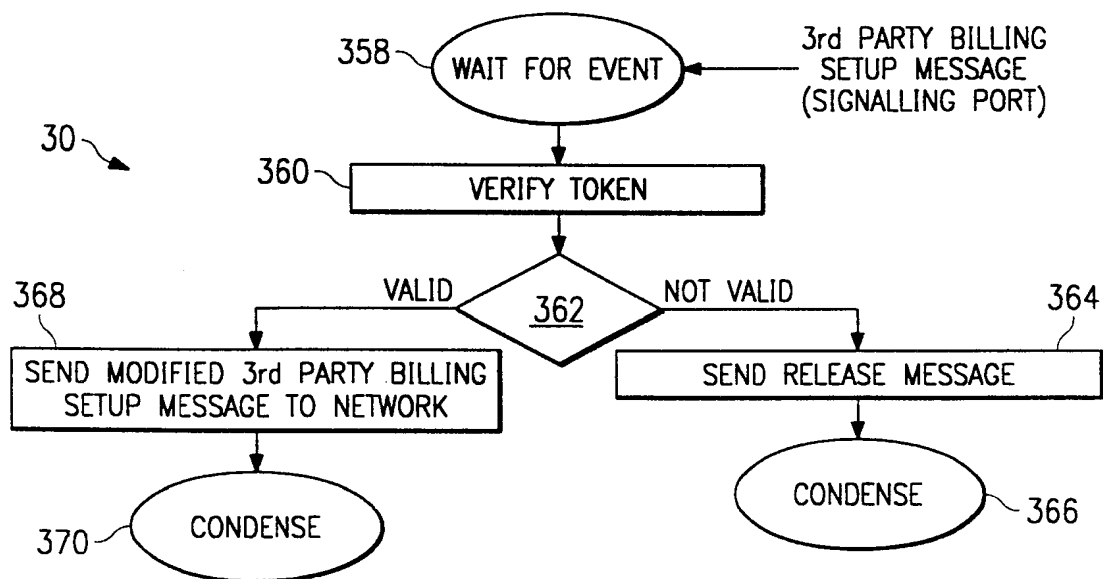 358
WAIT FOR EVENT
3rd PARTY BILLING
SETUP MESSAGE
(SIGNALLING PORT)
30
360
VERIFY TOKEN
368
VALID
362
NOT VALID
364
SEND MODIFIED 3rd PARTY BILLING
SETUP MESSAGE TO NETWORK
SEND RELEASE MESSAGE
370
CONDENSE
CONDENSE
366